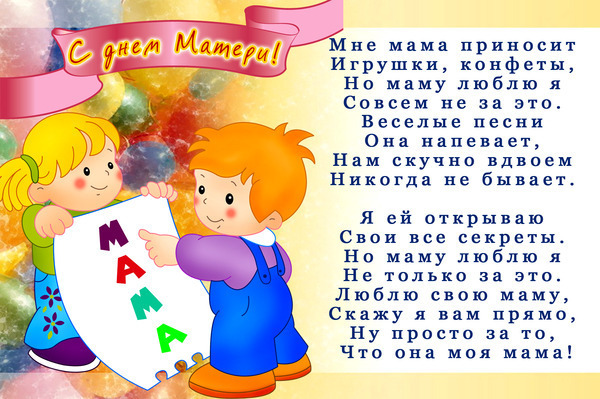 С днем Матери!
МАМА
Мне мама приносит
Игрушки, конфеты,
Но маму люблю я
Совсем не за это.
Веселые песни
Она напевает,
Нам скучно вдвоем
Никогда не бывает.
Я ей открываю
Свои все секреты.
Но маму люблю я
Не только за это.
Люблю свою маму,
Скажу я вам прямо,
Ну просто за то,
Что она моя мама!